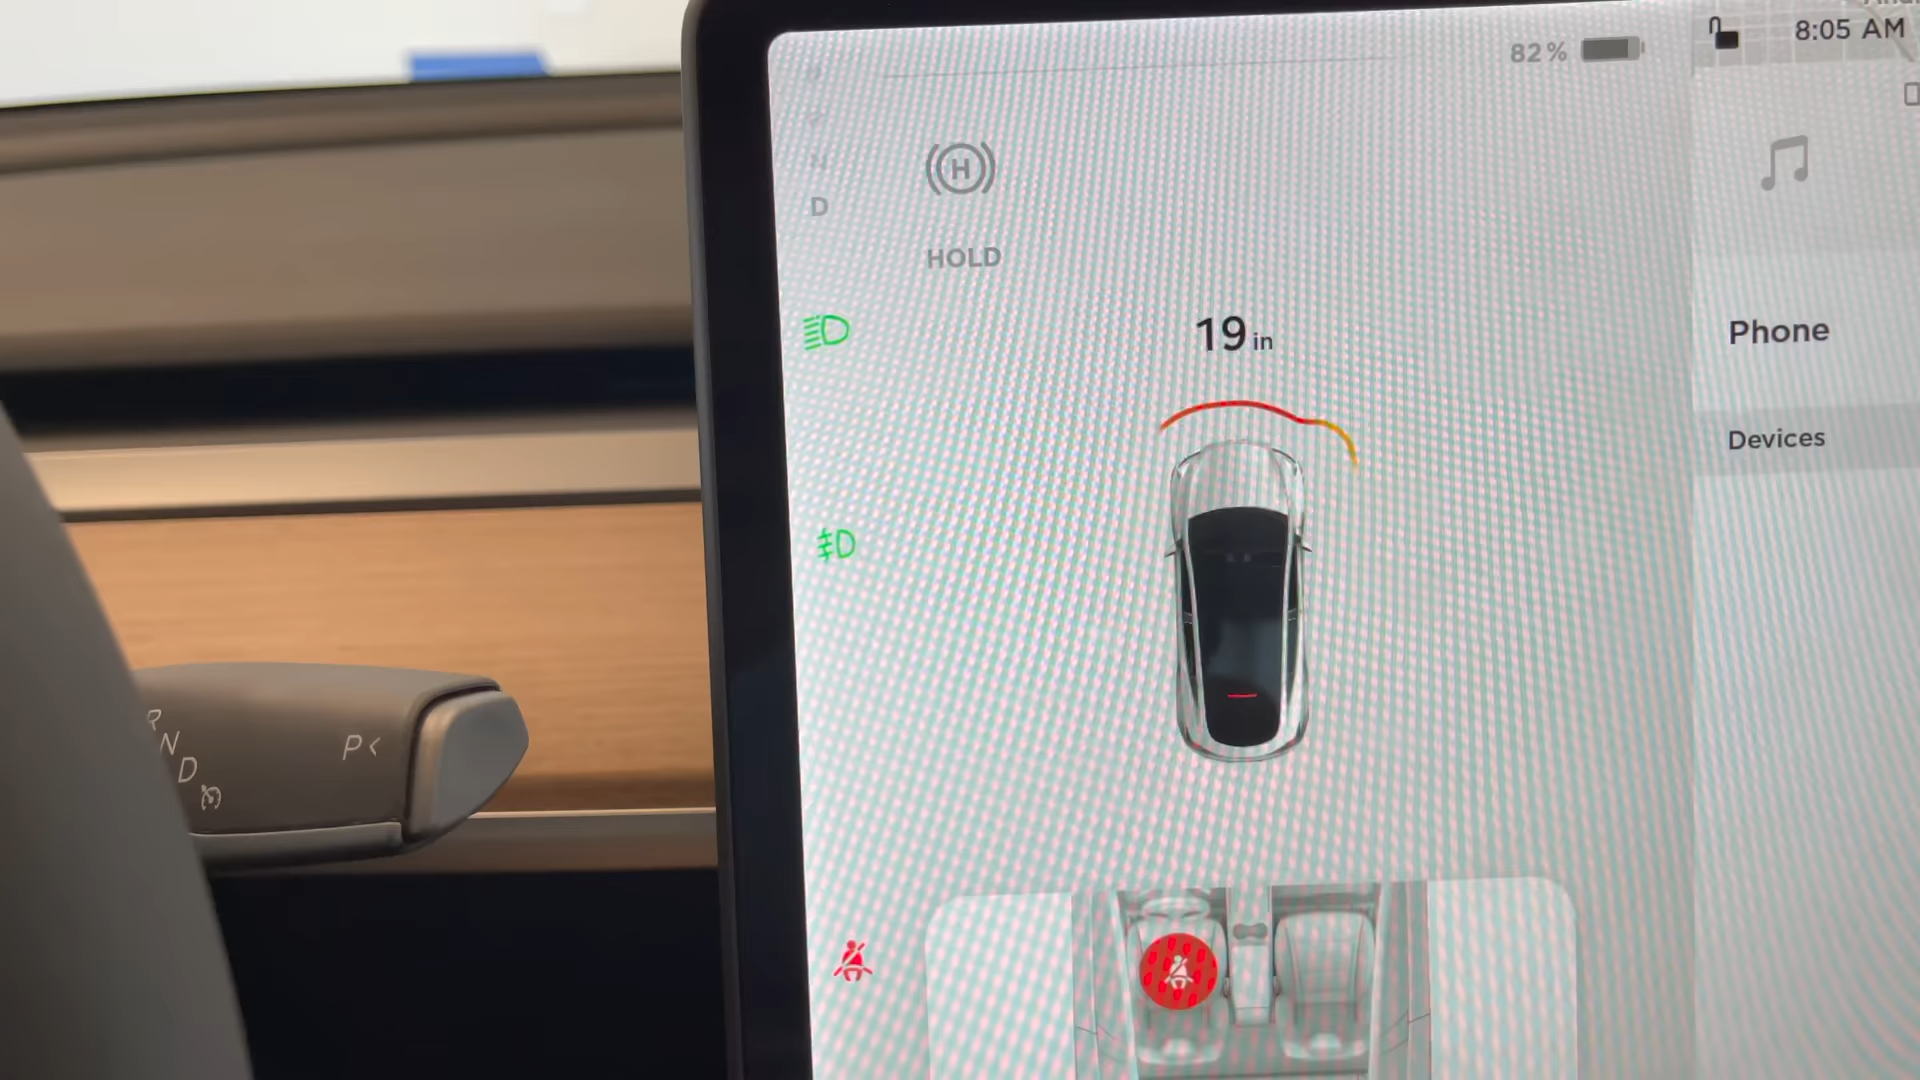 82%
8:05 AM
H
N
D
HOLD
19 in
Phone
Devices
R
N
D
P<